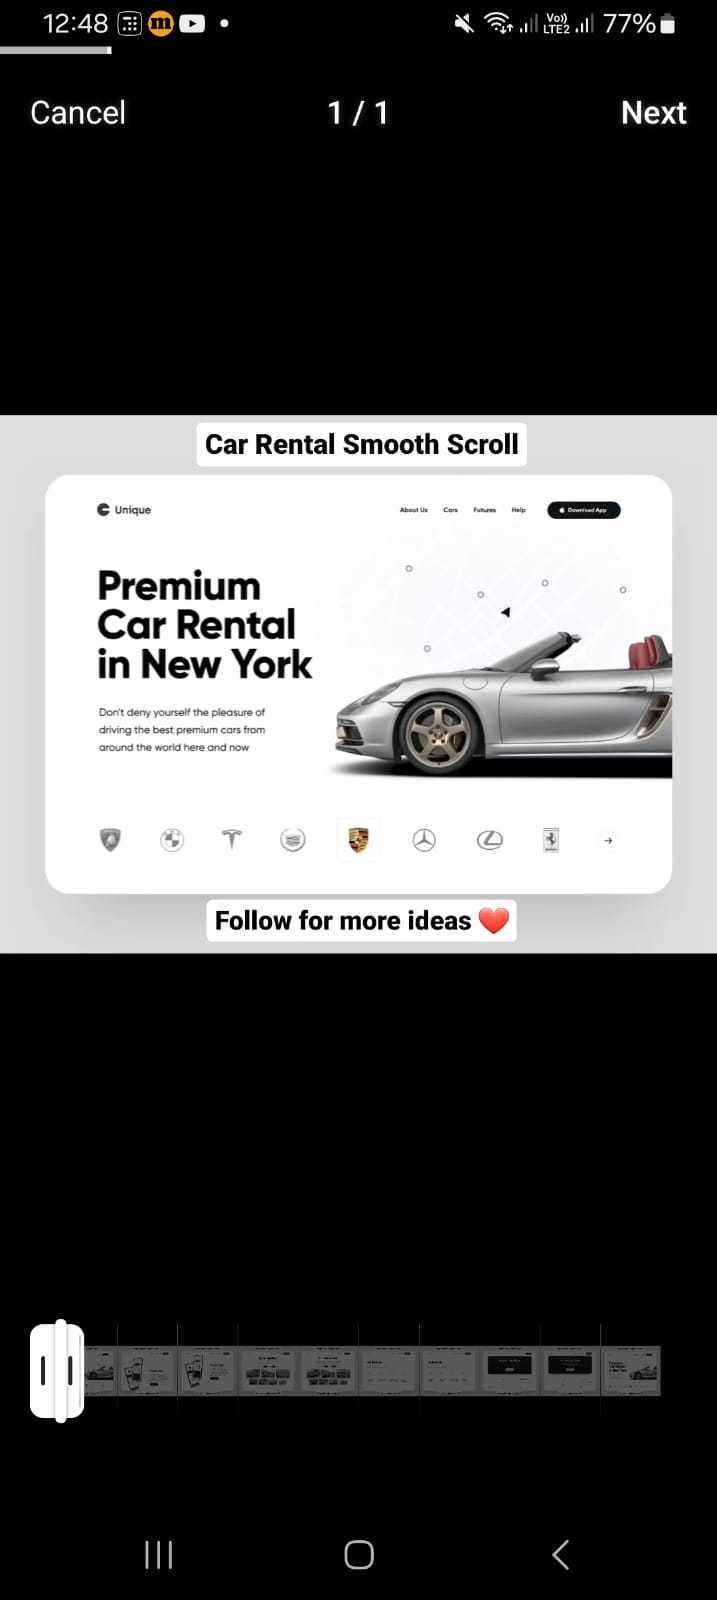 12:48
Vo))
LTE2
77%
Cancel
1 / 1
Next
Car Rental Smooth Scroll
Unique
About Us
Cars
Futures
Help
Download App
Premium
Car Rental
in New York
Don't deny yourself the pleasure of
driving the best premium cars from
around the world here and now
Follow for more ideas ❤️